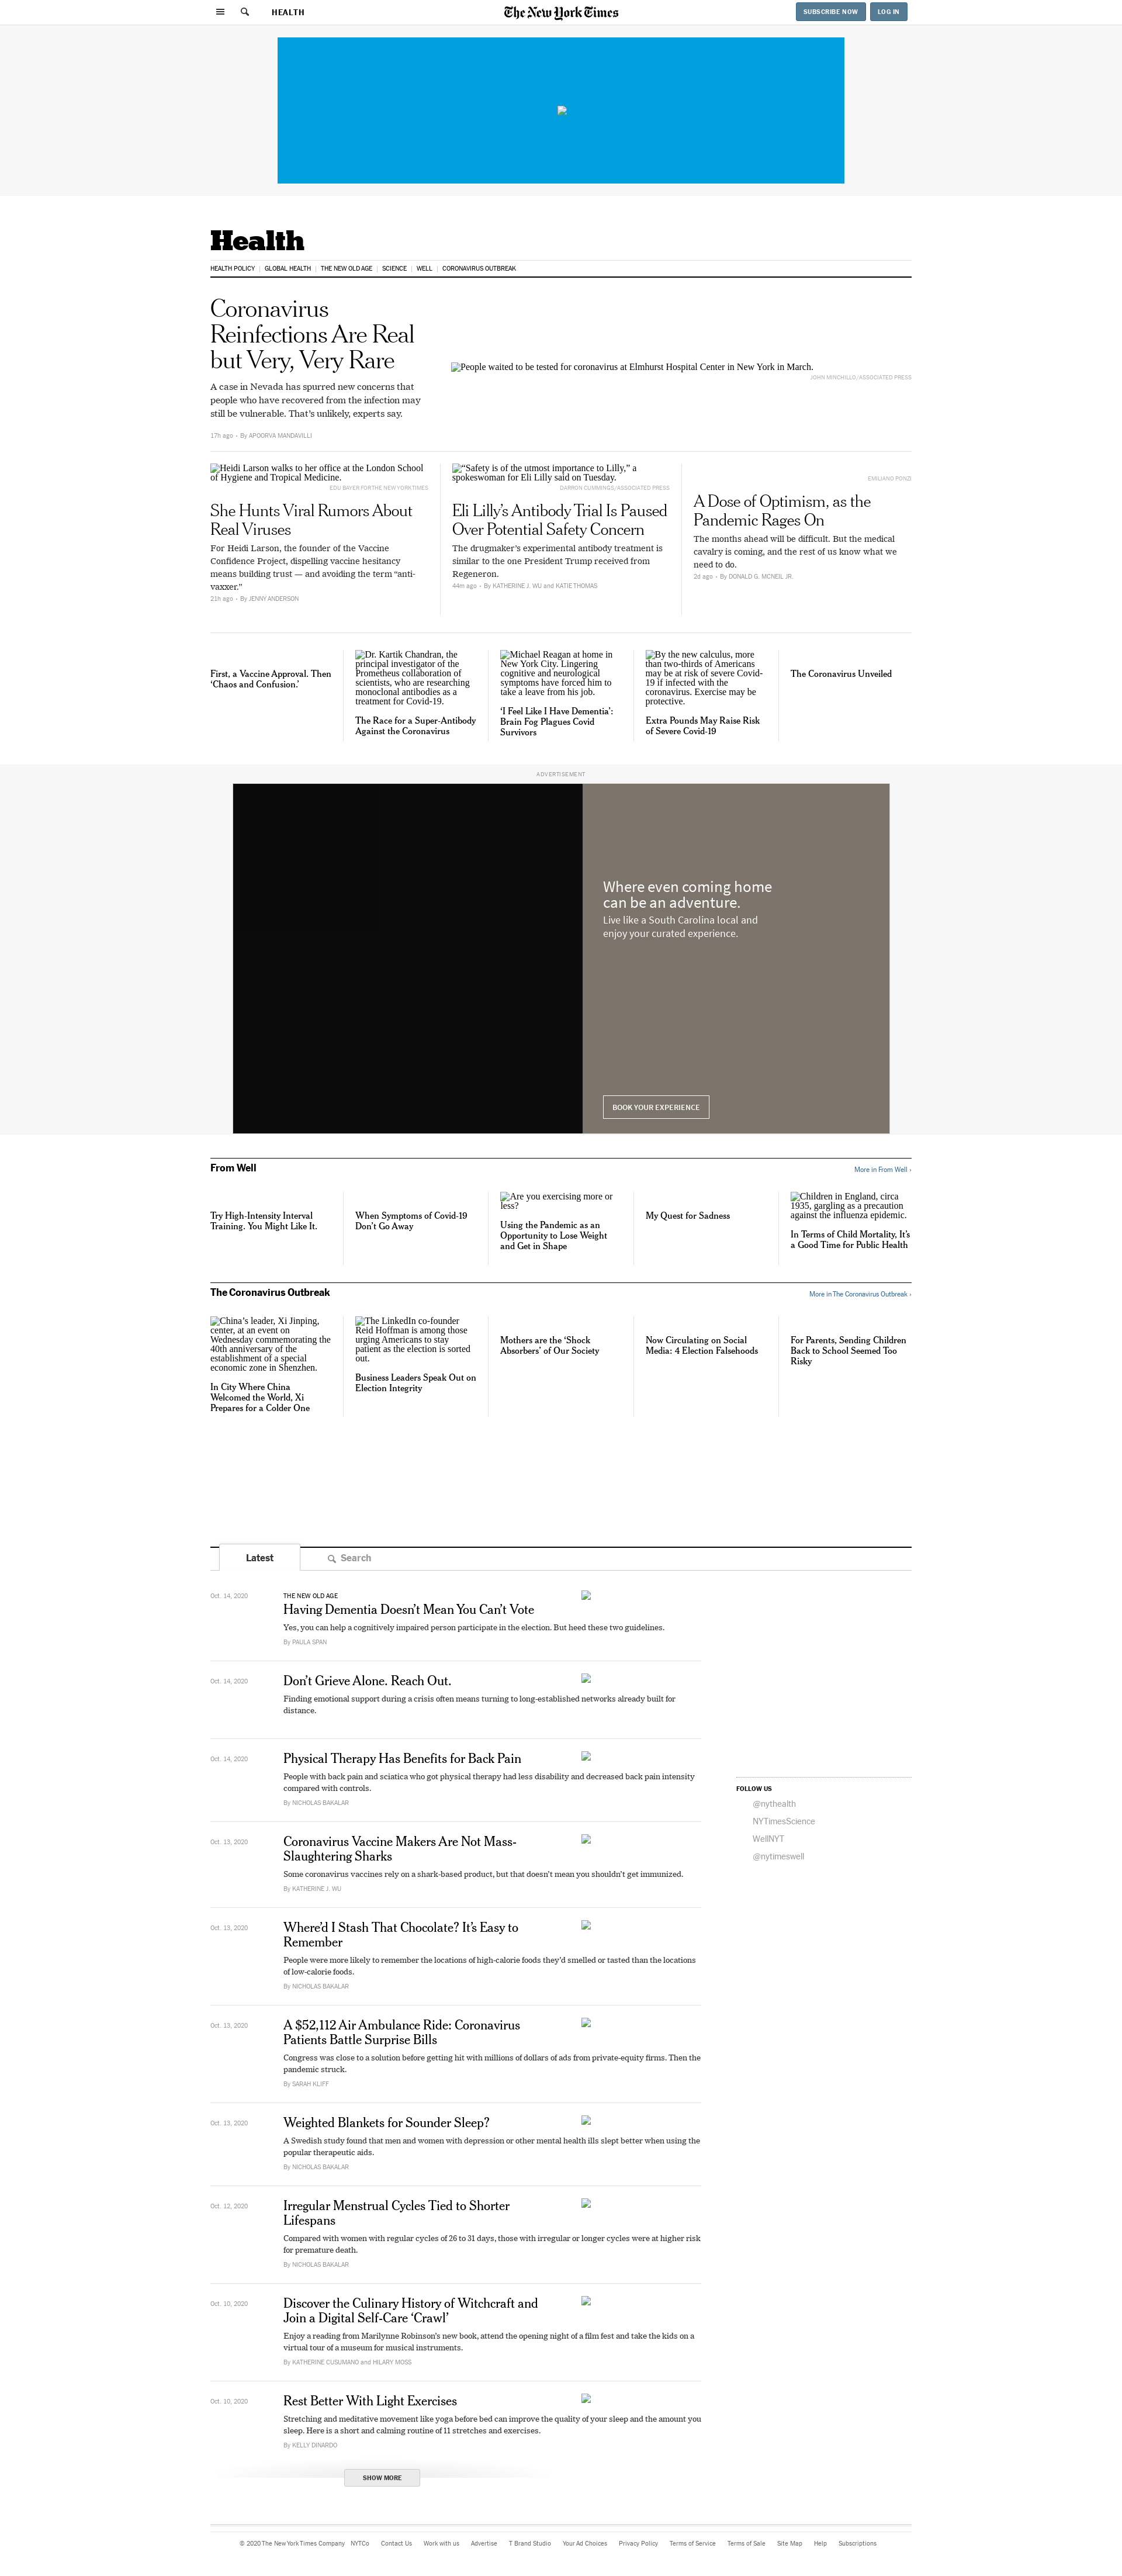 HEALTH
The New York Times
SUBSCRIBE NOW
LOG IN
Health
HEALTH POLICY
GLOBAL HEALTH
THE NEW OLD AGE
SCIENCE
WELL
CORONAVIRUS OUTBREAK
Coronavirus
Reinfections Are Real
but Very, Very Rare
A case in Nevada has spurred new concerns that
people who have recovered from the infection may
still be vulnerable. That’s unlikely, experts say.
17h ago · By APOORVA MANDAVILLI
People waited to be tested for coronavirus at Elmhurst Hospital Center in New York in March.
JOHN MINCHILLO/ASSOCIATED PRESS
Heidi Larson walks to her office at the London School
of Hygiene and Tropical Medicine.
EDU BAYER FOR THE NEW YORK TIMES
She Hunts Viral Rumors About
Real Viruses
For Heidi Larson, the founder of the Vaccine
Confidence Project, dispelling vaccine hesitancy
means building trust — and avoiding the term “anti-
vaxxer.”
21h ago · By JENNY ANDERSON
“Safety is of the utmost importance to Lilly,” a
spokeswoman for Eli Lilly said on Tuesday.
DARRON CUMMINGS/ASSOCIATED PRESS
Eli Lilly’s Antibody Trial Is Paused
Over Potential Safety Concern
The drugmaker’s experimental antibody treatment is
similar to the one President Trump received from
Regeneron.
44m ago · By KATHERINE J. WU and KATIE THOMAS
EMILIANO PONZI
A Dose of Optimism, as the
Pandemic Rages On
The months ahead will be difficult. But the medical
cavalry is coming, and the rest of us know what we
need to do.
2d ago · By DONALD G. MCNEIL JR.
First, a Vaccine Approval. Then
‘Chaos and Confusion.’
Dr. Kartik Chandran, the
principal investigator of the
Prometheus collaboration of
scientists, who are researching
monoclonal antibodies as a
treatment for Covid-19.
The Race for a Super-Antibody
Against the Coronavirus
Michael Reagan at home in
New York City. Lingering
cognitive and neurological
symptoms have forced him to
take a leave from his job.
‘I Feel Like I Have Dementia’:
Brain Fog Plagues Covid
Survivors
By the new calculus, more
than two-thirds of Americans
may be at risk of severe Covid-
19 if infected with the
coronavirus. Exercise may be
protective.
Extra Pounds May Raise Risk
of Severe Covid-19
The Coronavirus Unveiled
ADVERTISEMENT
Where even coming home
can be an adventure.
Live like a South Carolina local and
enjoy your curated experience.
BOOK YOUR EXPERIENCE
From Well
More in From Well ›
Try High-Intensity Interval
Training. You Might Like It.
When Symptoms of Covid-19
Don’t Go Away
Are you exercising more or
less?
Using the Pandemic as an
Opportunity to Lose Weight
and Get in Shape
My Quest for Sadness
Children in England, circa
1935, gargling as a precaution
against the influenza epidemic.
In Terms of Child Mortality, It’s
a Good Time for Public Health
The Coronavirus Outbreak
More in The Coronavirus Outbreak ›
China’s leader, Xi Jinping,
center, at an event on
Wednesday commemorating the
40th anniversary of the
establishment of a special
economic zone in Shenzhen.
In City Where China
Welcomed the World, Xi
Prepares for a Colder One
The LinkedIn co-founder
Reid Hoffman is among those
urging Americans to stay
patient as the election is sorted
out.
Business Leaders Speak Out on
Election Integrity
Mothers are the ‘Shock
Absorbers’ of Our Society
Now Circulating on Social
Media: 4 Election Falsehoods
For Parents, Sending Children
Back to School Seemed Too
Risky
Latest
Search
Oct. 14, 2020
THE NEW OLD AGE
Having Dementia Doesn’t Mean You Can’t Vote
Yes, you can help a cognitively impaired person participate in the election. But heed these two guidelines.
By PAULA SPAN
Oct. 14, 2020
Don’t Grieve Alone. Reach Out.
Finding emotional support during a crisis often means turning to long-established networks already built for
distance.
Oct. 14, 2020
Physical Therapy Has Benefits for Back Pain
People with back pain and sciatica who got physical therapy had less disability and decreased back pain intensity
compared with controls.
By NICHOLAS BAKALAR
FOLLOW US
@nythealth
NYTimesScience
WellNYT
@nytimeswell
Oct. 13, 2020
Coronavirus Vaccine Makers Are Not Mass-
Slaughtering Sharks
Some coronavirus vaccines rely on a shark-based product, but that doesn’t mean you shouldn’t get immunized.
By KATHERINE J. WU
Oct. 13, 2020
Where’d I Stash That Chocolate? It’s Easy to
Remember
People were more likely to remember the locations of high-calorie foods they’d smelled or tasted than the locations
of low-calorie foods.
By NICHOLAS BAKALAR
Oct. 13, 2020
A $52,112 Air Ambulance Ride: Coronavirus
Patients Battle Surprise Bills
Congress was close to a solution before getting hit with millions of dollars of ads from private-equity firms. Then the
pandemic struck.
By SARAH KLIFF
Oct. 13, 2020
Weighted Blankets for Sounder Sleep?
A Swedish study found that men and women with depression or other mental health ills slept better when using the
popular therapeutic aids.
By NICHOLAS BAKALAR
Oct. 12, 2020
Irregular Menstrual Cycles Tied to Shorter
Lifespans
Compared with women with regular cycles of 26 to 31 days, those with irregular or longer cycles were at higher risk
for premature death.
By NICHOLAS BAKALAR
Oct. 10, 2020
Discover the Culinary History of Witchcraft and
Join a Digital Self-Care ‘Crawl’
Enjoy a reading from Marilynne Robinson’s new book, attend the opening night of a film fest and take the kids on a
virtual tour of a museum for musical instruments.
By KATHERINE CUSUMANO and HILARY MOSS
Oct. 10, 2020
Rest Better With Light Exercises
Stretching and meditative movement like yoga before bed can improve the quality of your sleep and the amount you
sleep. Here is a short and calming routine of 11 stretches and exercises.
By KELLY DINARDO
SHOW MORE
© 2020 The New York Times Company
NYTCo
Contact Us
Work with us
Advertise
T Brand Studio
Your Ad Choices
Privacy Policy
Terms of Service
Terms of Sale
Site Map
Help
Subscriptions